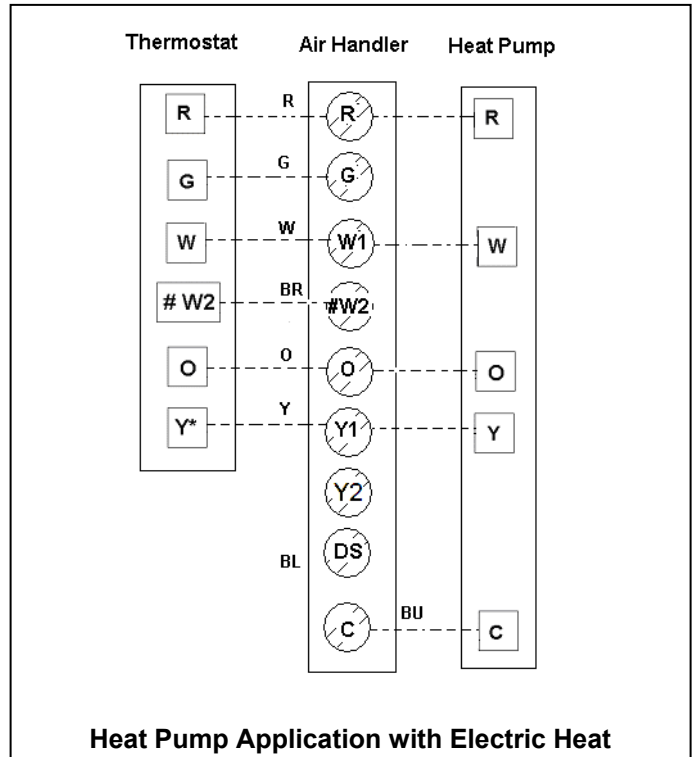 Thermostat Air Handler Heat Pump
R R R R
G G G
W W W1 W
# W2 BR #W2
O O O O
Y* Y Y1 Y
Y2
BL DS
C BU C
Heat Pump Application with Electric Heat